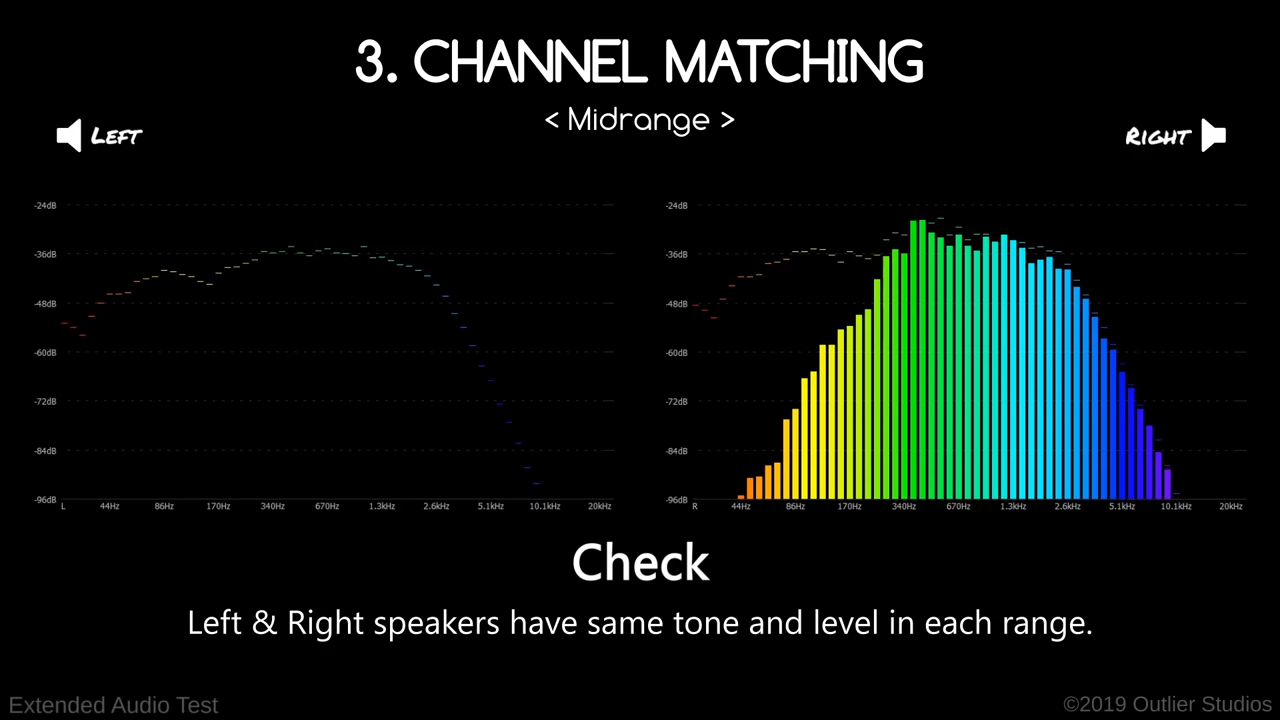 3. CHANNEL MATCHING
< Midrange >
LEFT
RIGHT
-24dB
-36dB
-48dB
-60dB
-72dB
-84dB
-96dB
L 44Hz 86Hz 170Hz 340Hz 670Hz 1.3kHz 2.6kHz 5.1kHz 10.1kHz 20kHz
-24dB
-36dB
-48dB
-60dB
-72dB
-84dB
-96dB
R 44Hz 86Hz 170Hz 340Hz 670Hz 1.3kHz 2.6kHz 5.1kHz 10.1kHz 20kHz
Check
Left & Right speakers have same tone and level in each range.
Extended Audio Test
©2019 Outlier Studios